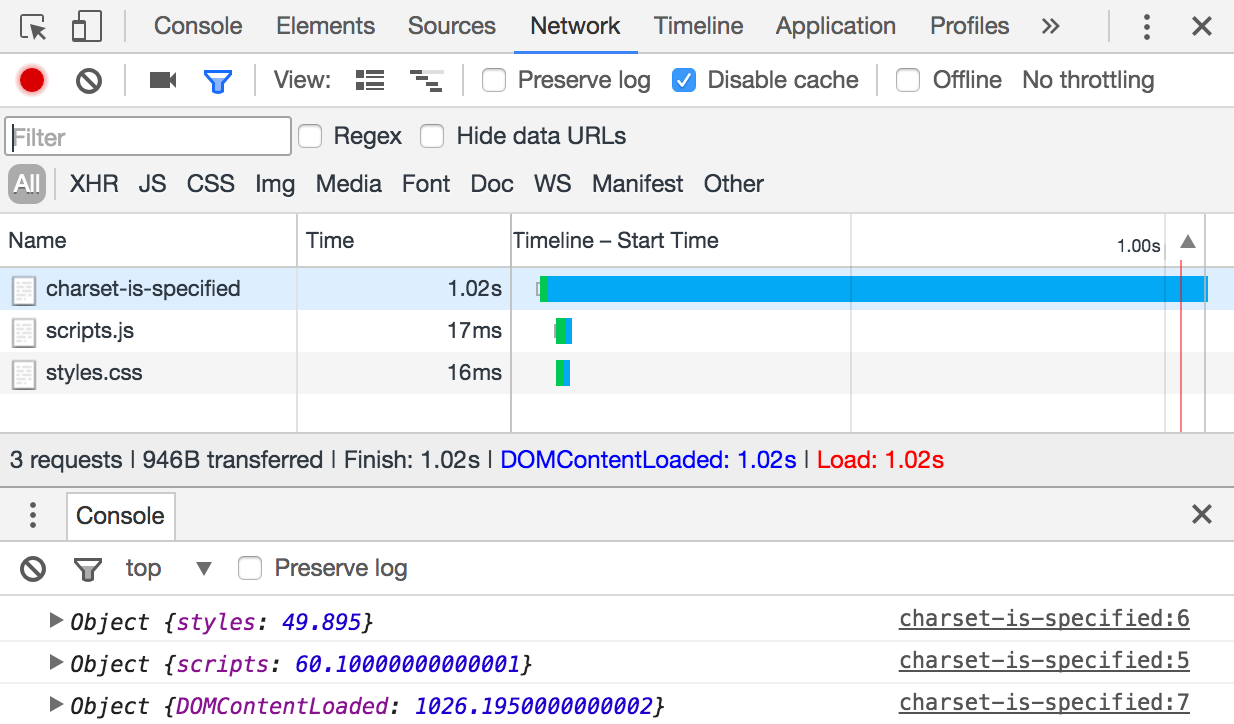 Console Elements Sources Network Timeline Application Profiles »
View: Preserve log Disable cache Offline No throttling
Filter Regex Hide data URLs
All XHR JS CSS Img Media Font Doc WS Manifest Other
Name Time Timeline – Start Time 1.00s
charset-is-specified 1.02s
scripts.js 17ms
styles.css 16ms
3 requests | 946B transferred | Finish: 1.02s | DOMContentLoaded: 1.02s | Load: 1.02s
Console
top Preserve log
Object {styles: 49.895} charset-is-specified:6
Object {scripts: 60.10000000000001} charset-is-specified:5
Object {DOMContentLoaded: 1026.1950000000002} charset-is-specified:7